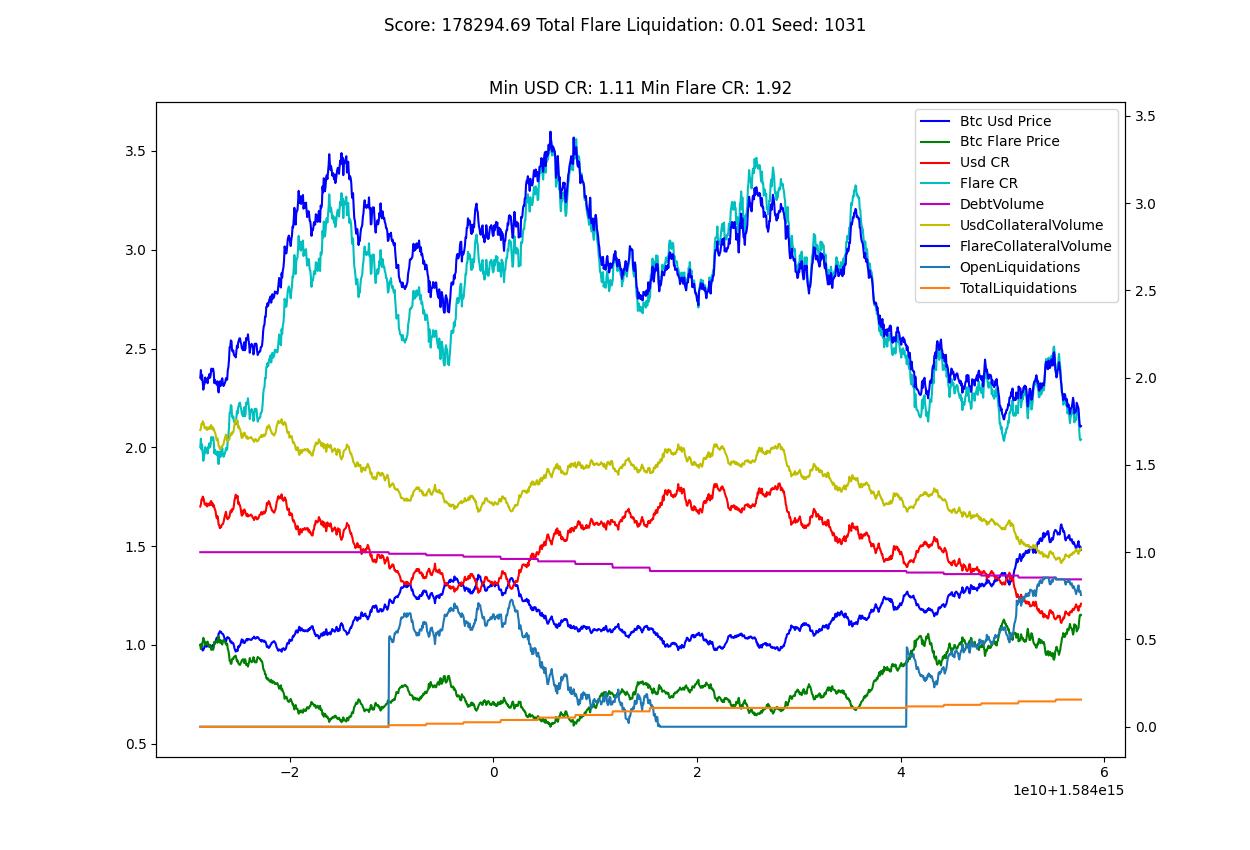 Score: 178294.69 Total Flare Liquidation: 0.01 Seed: 1031
Min USD CR: 1.11 Min Flare CR: 1.92
3.5
3.0
2.5
2.0
1.5
1.0
0.5
3.5
3.0
2.5
2.0
1.5
1.0
0.5
0.0
Btc Usd Price
Btc Flare Price
Usd CR
Flare CR
DebtVolume
UsdCollateralVolume
FlareCollateralVolume
OpenLiquidations
TotalLiquidations
−2 0 2 4 6
1e10+1.584e15